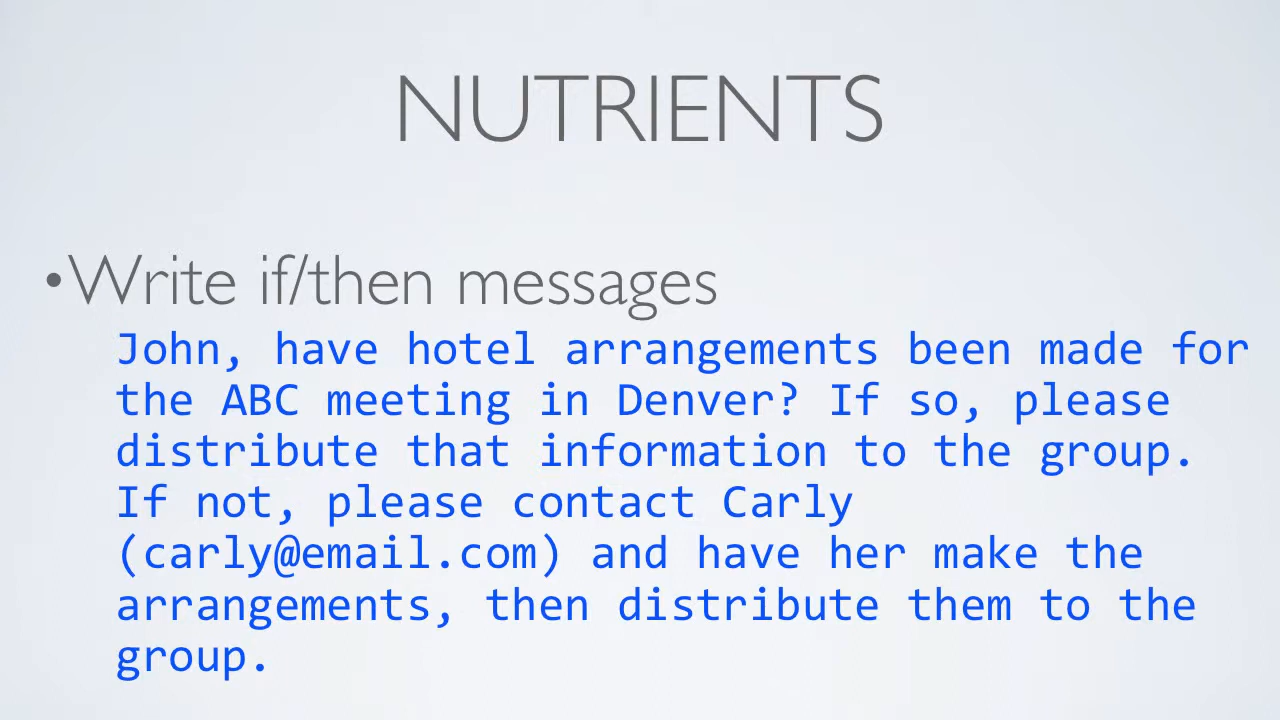 NUTRIENTS
•Write if/then messages
John, have hotel arrangements been made for
the ABC meeting in Denver? If so, please
distribute that information to the group.
If not, please contact Carly
(carly@email.com) and have her make the
arrangements, then distribute them to the
group.